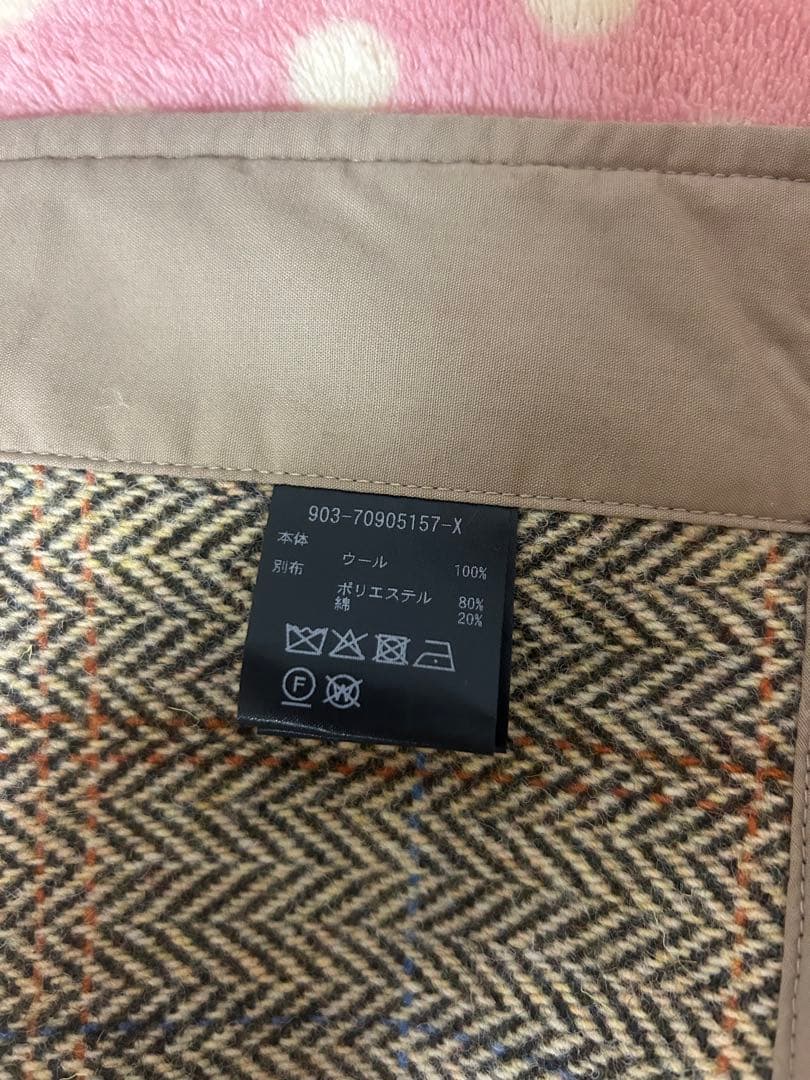 903-70905157-X
本体
ウール 100%
別布
ポリエステル 80%
綿 20%
F W